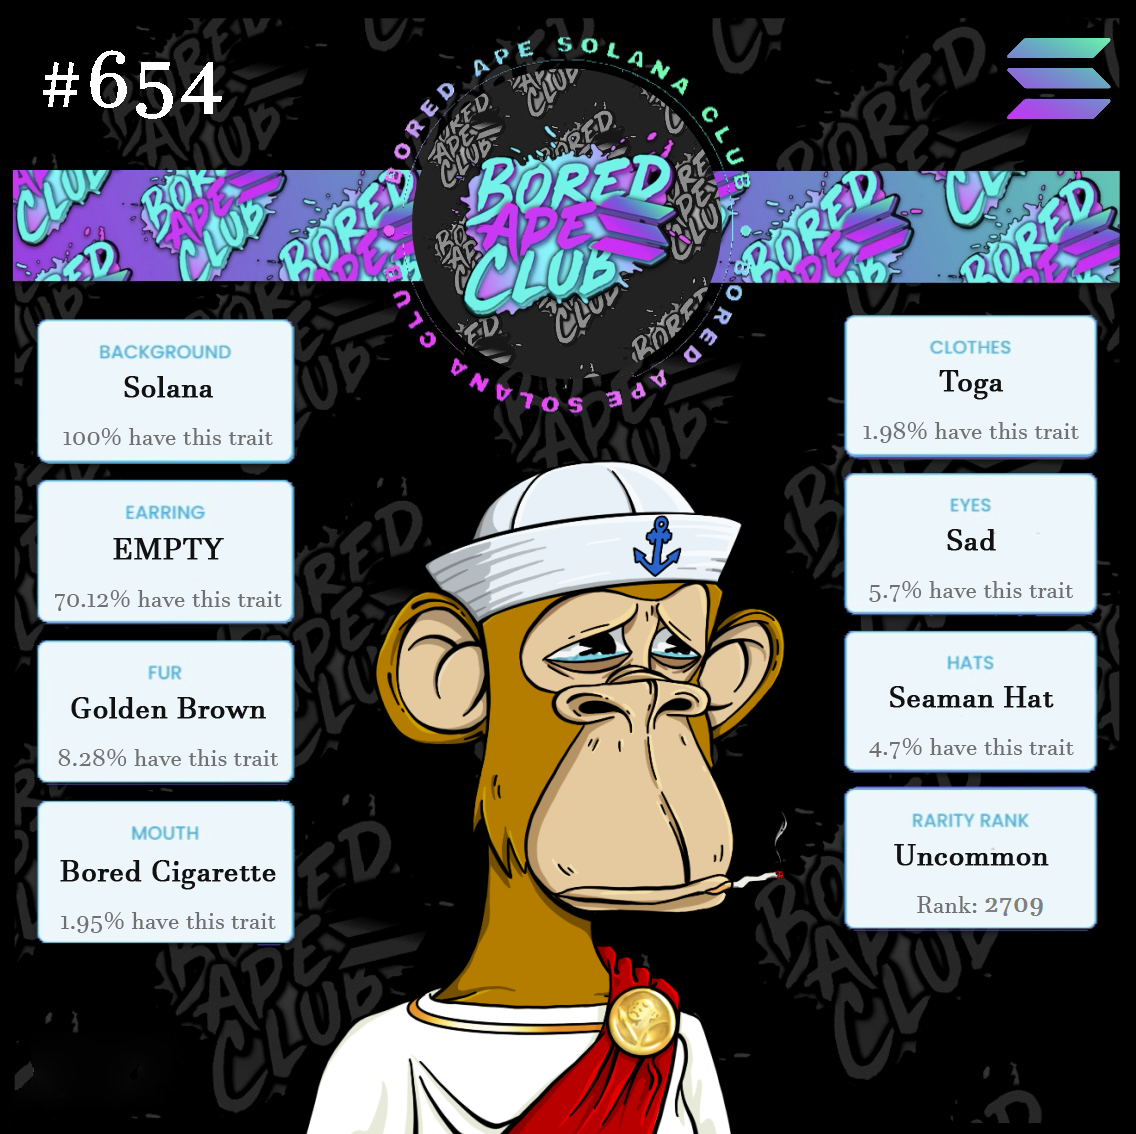 #654
BORED APE SOLANA CLUB
BORED
APE
CLUB
BORED APE SOLANA CLUB
BACKGROUND
Solana
100% have this trait
EARRING
EMPTY
70.12% have this trait
FUR
Golden Brown
8.28% have this trait
MOUTH
Bored Cigarette
1.95% have this trait
CLOTHES
Toga
1.98% have this trait
EYES
Sad
5.7% have this trait
HATS
Seaman Hat
4.7% have this trait
RARITY RANK
Uncommon
Rank: 2709